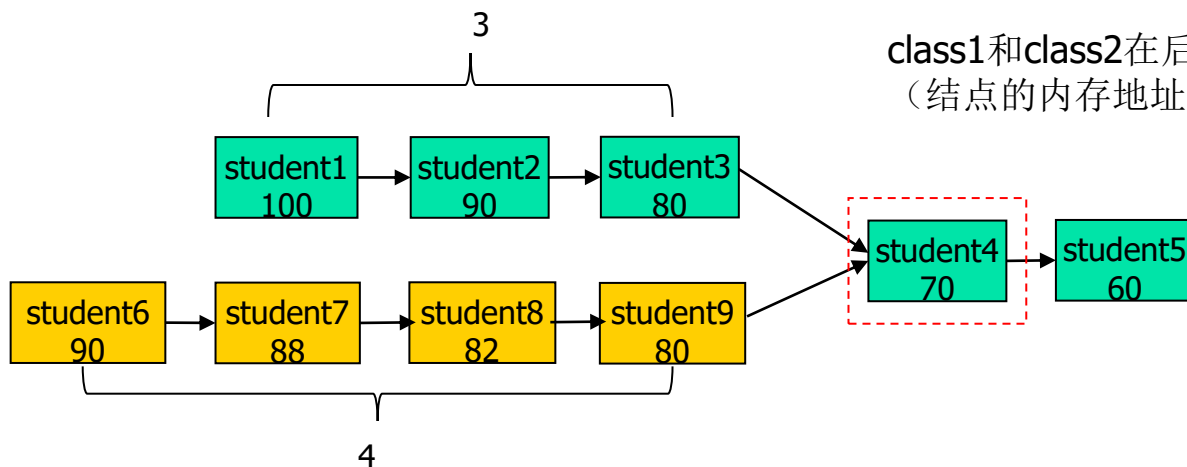 3
class1和class2在后
（结点的内存地址
student1
100
student2
90
student3
80
student4
70
student5
60
student6
90
student7
88
student8
82
student9
80
4